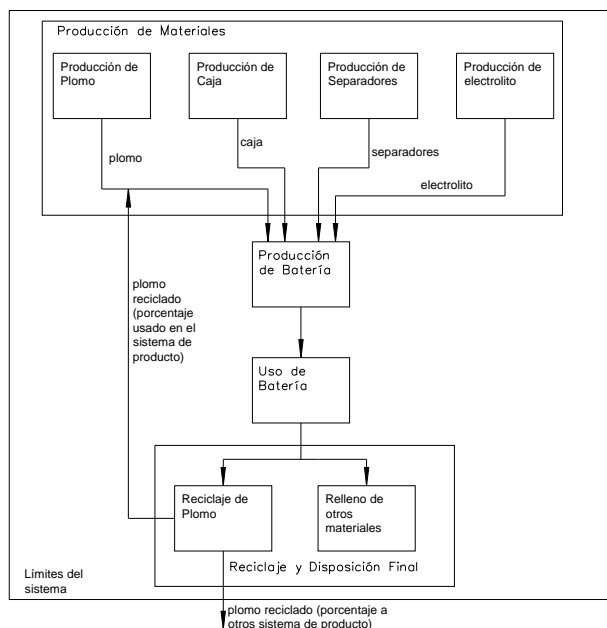 Producción de Materiales
Producción de
Plomo
Producción de
Caja
Producción de
Separadores
Producción de
electrolito
plomo
caja
separadores
electrolito
Producción
de Batería
plomo
reciclado
(porcentaje
usado en el
sistema de
producto)
Uso de
Batería
Reciclaje de
Plomo
Relleno de
otros
materiales
Reciclaje y Disposición Final
Límites del
sistema
plomo reciclado (porcentaje a
otros sistema de producto)